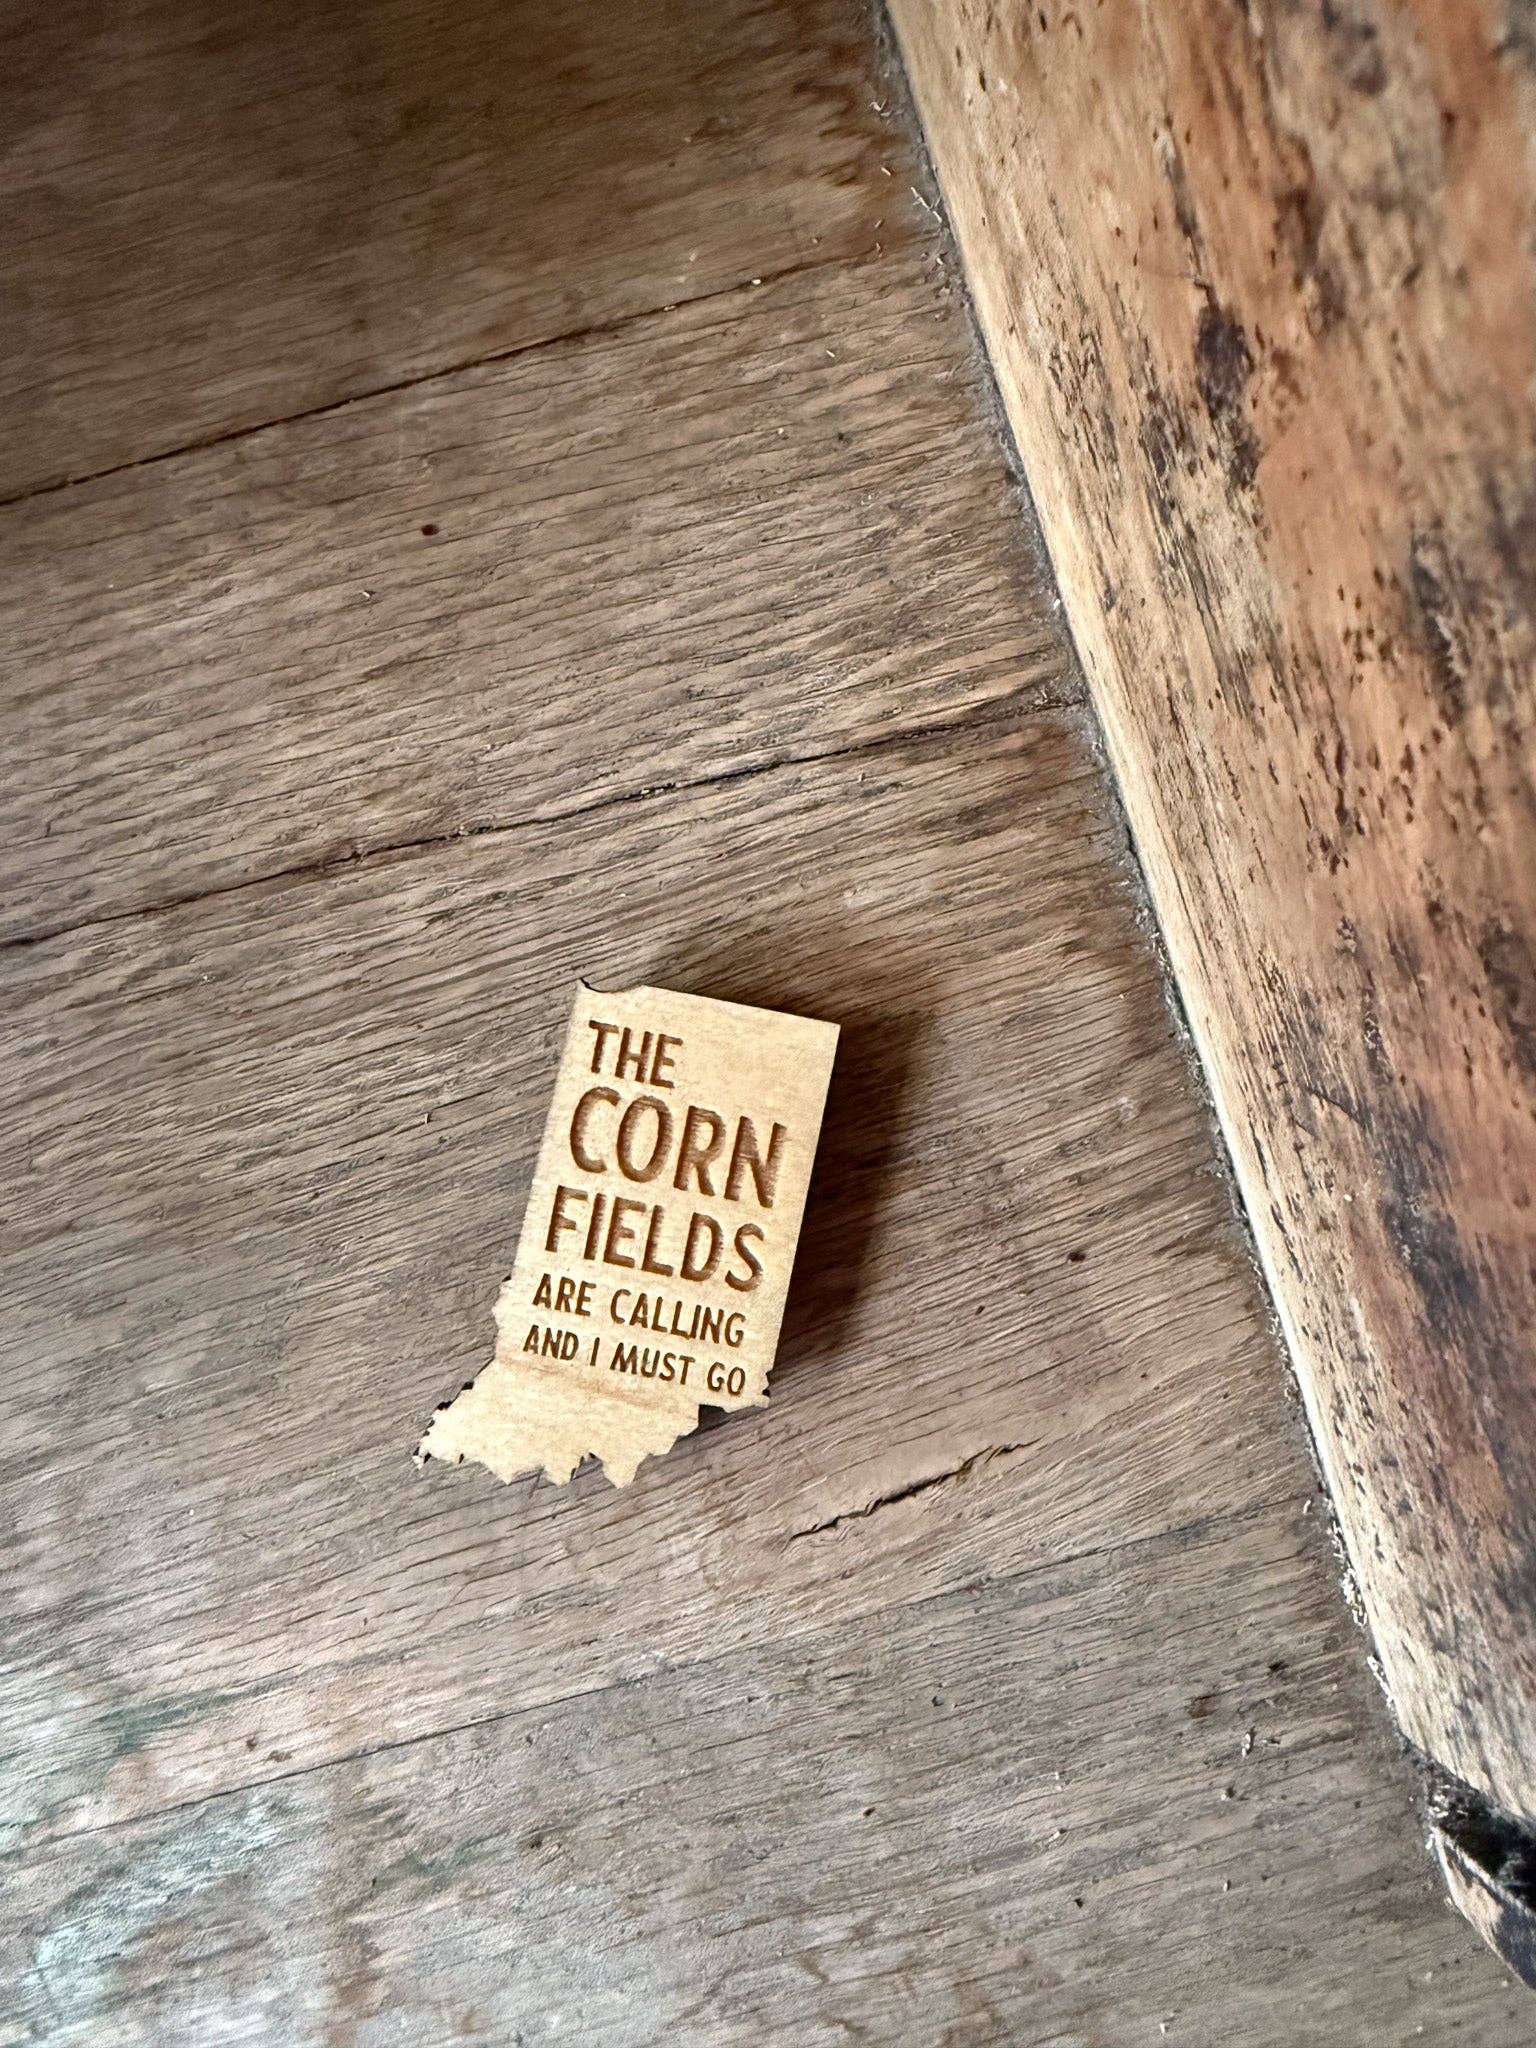 THE
CORN
FIELDS
ARE CALLING
AND I MUST GO